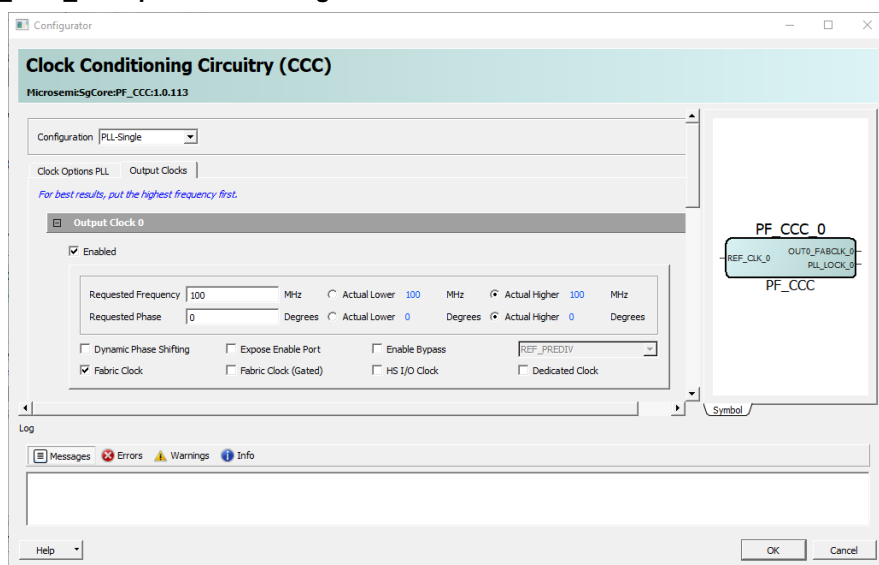 Configurator
Clock Conditioning Circuitry (CCC)
Microsemi:SgCore:PF_CCC:1.0.113
Configuration PLL-Single
Clock Options PLL Output Clocks
For best results, put the highest frequency first.
Output Clock 0
Enabled
Requested Frequency 100 MHz Actual Lower 100 MHz Actual Higher 100 MHz
Requested Phase 0 Degrees Actual Lower 0 Degrees Actual Higher 0 Degrees
Dynamic Phase Shifting Expose Enable Port Enable Bypass REF_PREDIV
Fabric Clock Fabric Clock (Gated) HS I/O Clock Dedicated Clock
PF_CCC_0
REF_CLK_0 OUT0_FABCLK_0
PLL_LOCK_0
PF_CCC
Symbol
Log
Messages Errors Warnings Info
Help OK Cancel